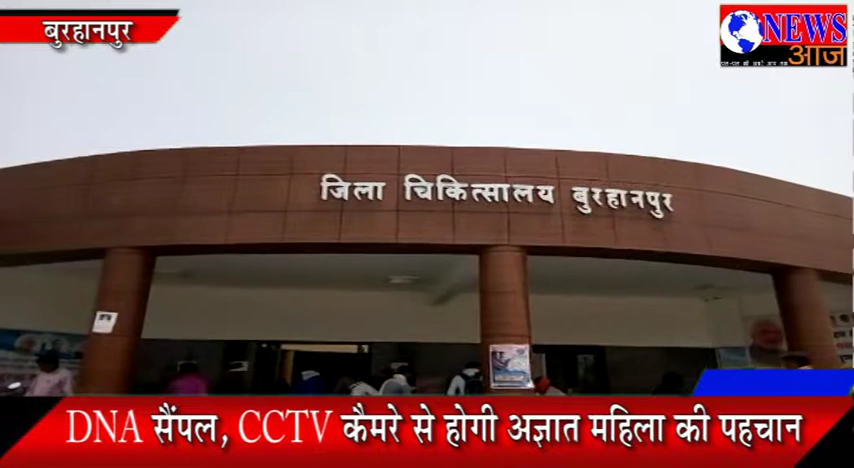 बुरहानपुर
NEWS
आज
जिला चिकित्सालय बुरहानपुर
DNA सैंपल, CCTV कैमरे से होगी अज्ञात महिला की पहचान